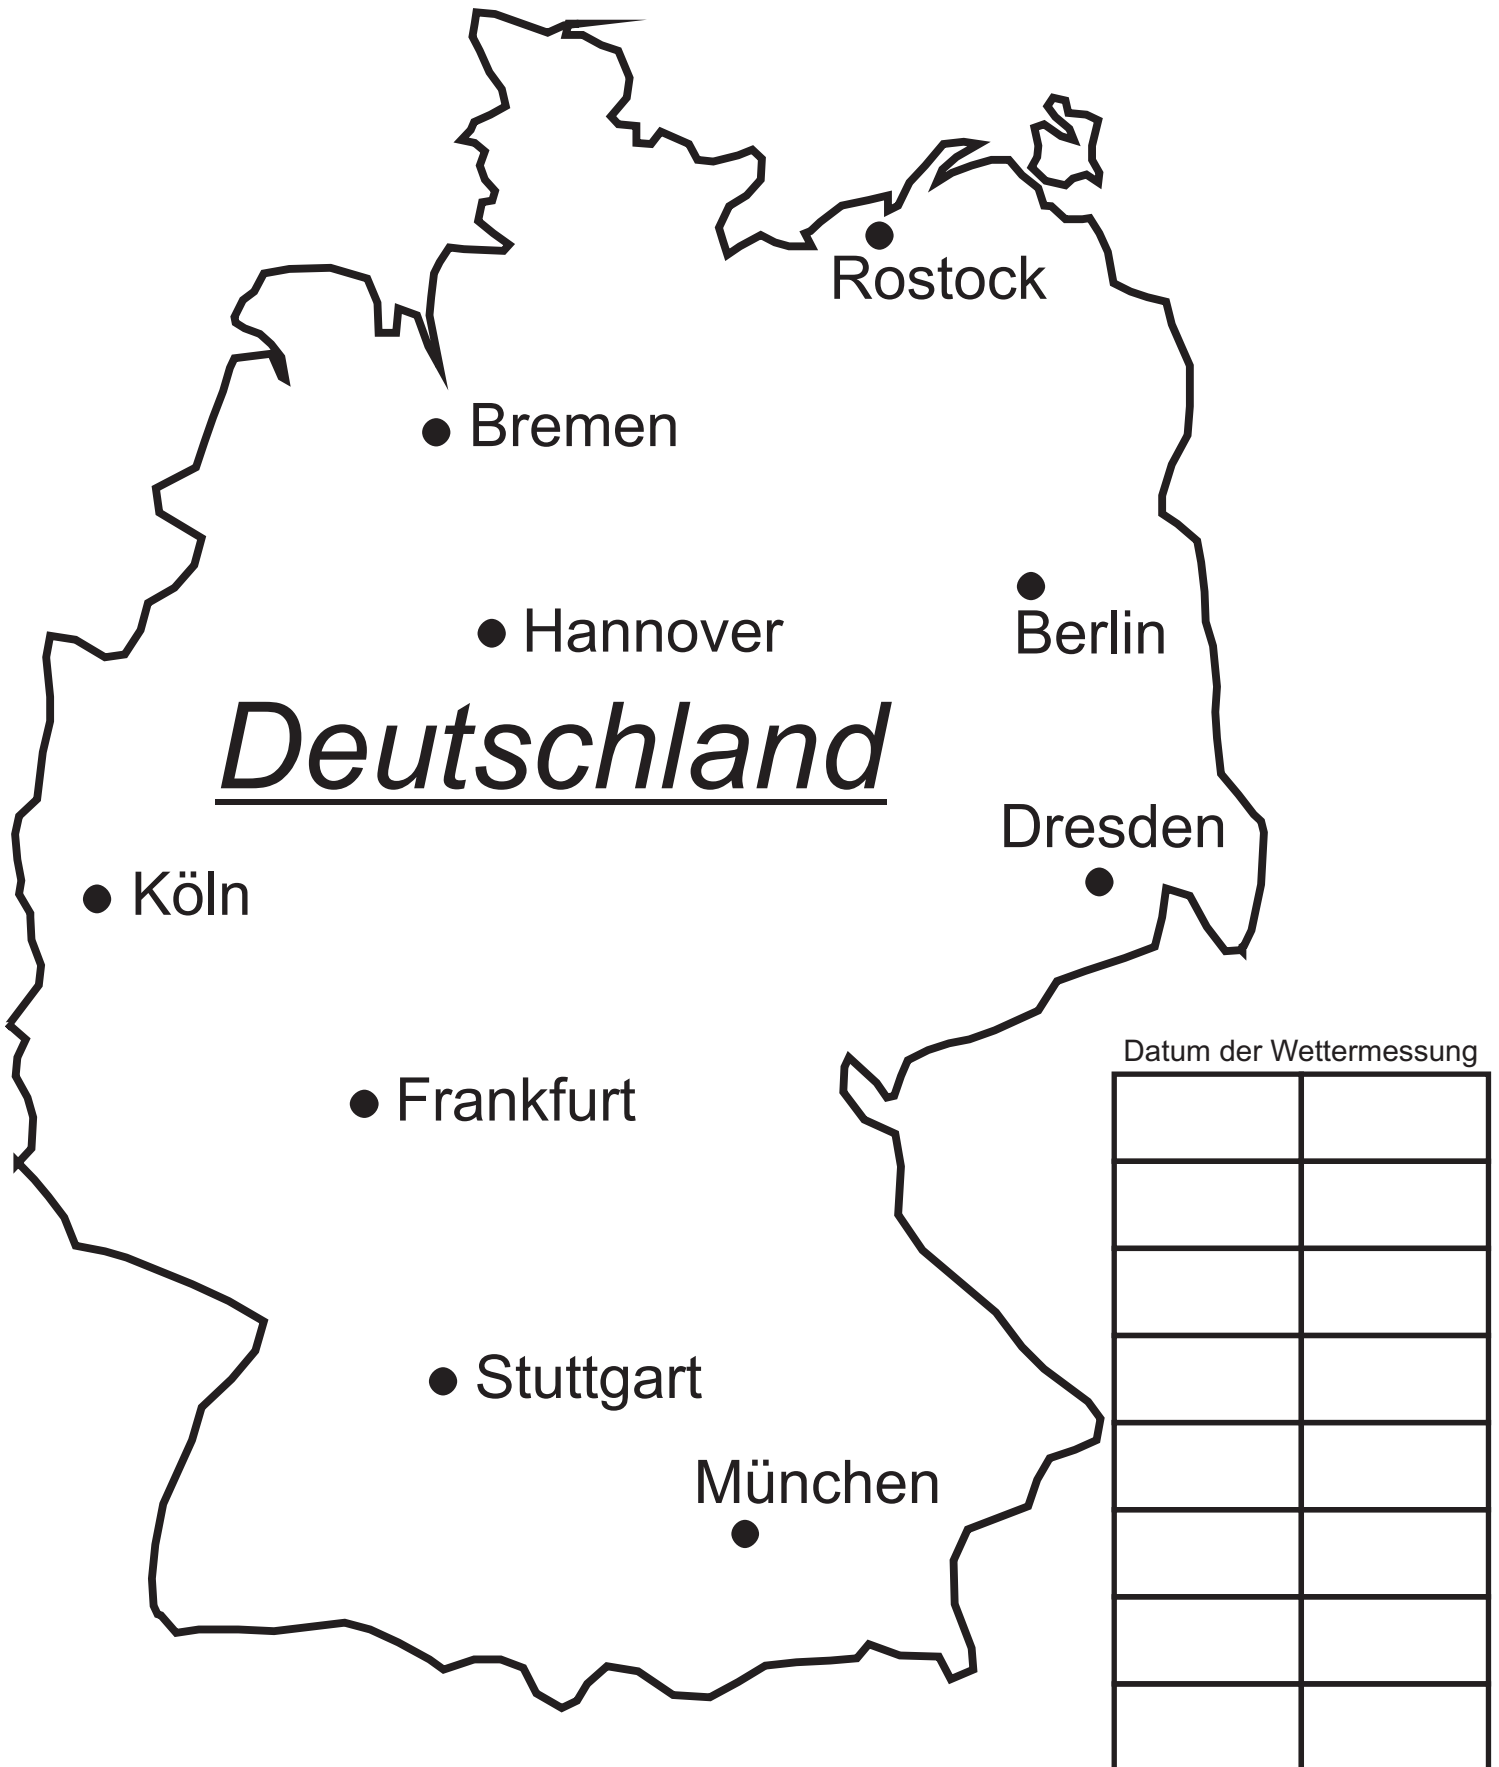 Rostock
Bremen
Hannover
Berlin
Deutschland
Dresden
Köln
Datum der Wettermessung
Frankfurt
Stuttgart
München